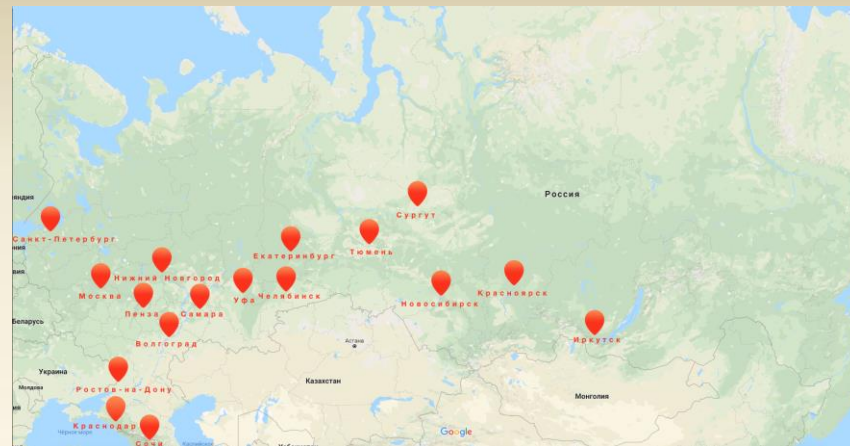 Россия
Сургут
Санкт-Петербург
Тюмень
Екатеринбург
Нижний Новгород
Москва
Уфа
Челябинск
Новосибирск
Красноярск
Пенза
Самара
Беларусь
Волгоград
Иркутск
Астана
Украина
Казахстан
Ростов-на-Дону
Монголия
Краснодар
Google
Сочи